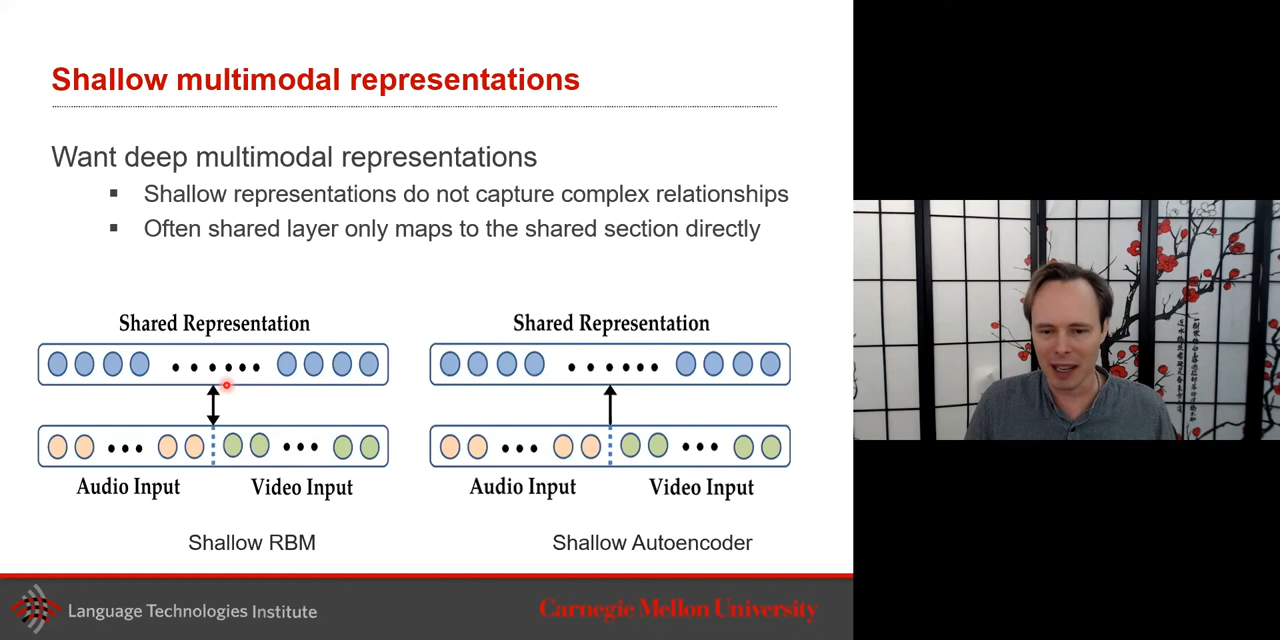 Shallow multimodal representations
Want deep multimodal representations
Shallow representations do not capture complex relationships
Often shared layer only maps to the shared section directly
Shared Representation
Shared Representation
Audio Input
Video Input
Audio Input
Video Input
Shallow RBM
Shallow Autoencoder
Language Technologies Institute
Carnegie Mellon University